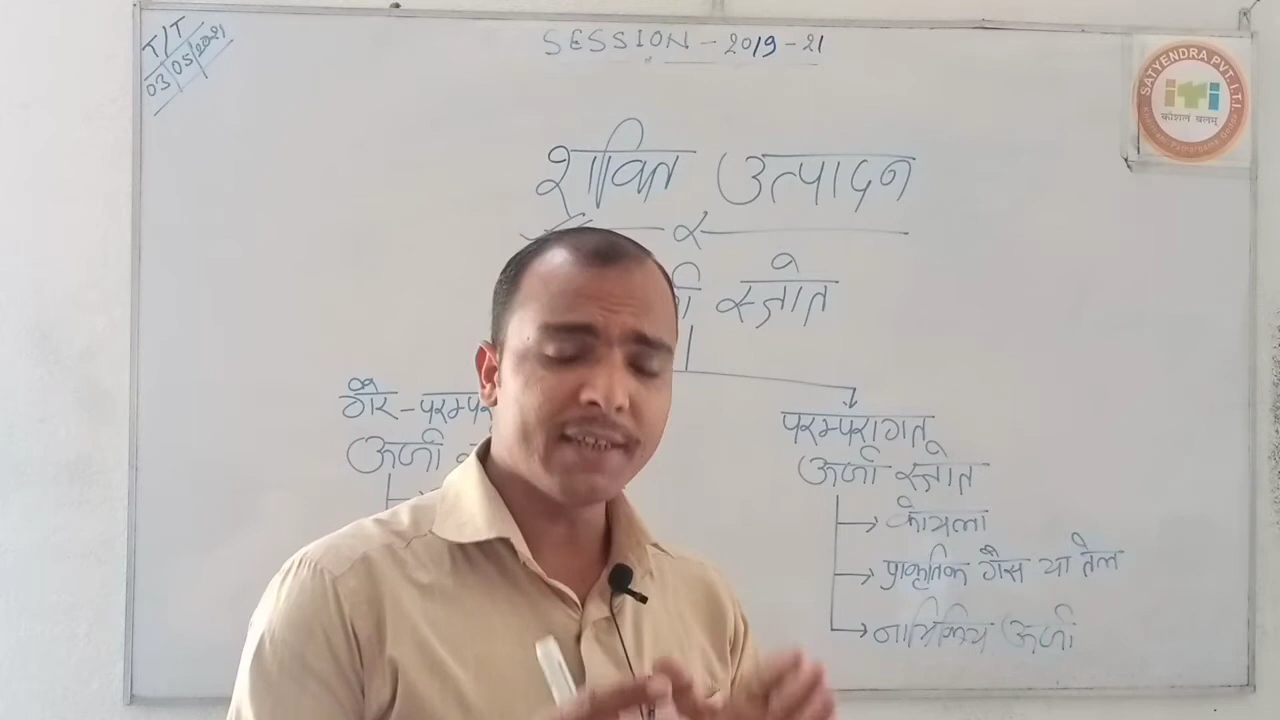 T/T
03/05/2021
SESSION - 2019-21
SATYENDRA PVT. I.T.I.
iTi
कौशलं बलम्
शक्ति उत्पादन
स्त्रोत
गैर-परम्पर
ऊर्जा
परम्परागत
ऊर्जा स्त्रोत
कोयला
प्राकृतिक गैस या तेल
नाभिकिय ऊर्जा